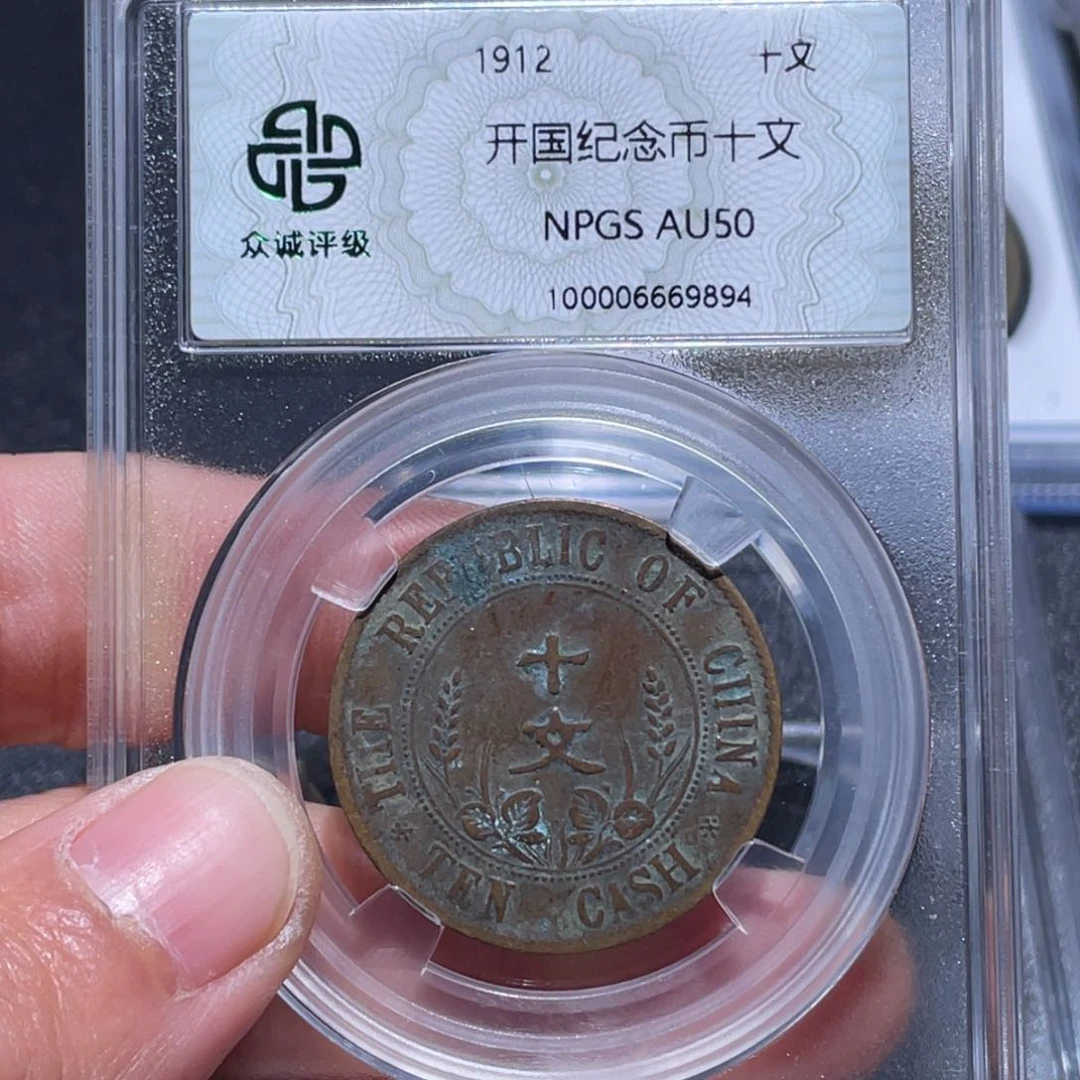 1912 十文
开国纪念币十文
NPGS AU50
100006669894
众诚评级
THE REPUBLIC OF CHINA
十
文
* TEN CASH *